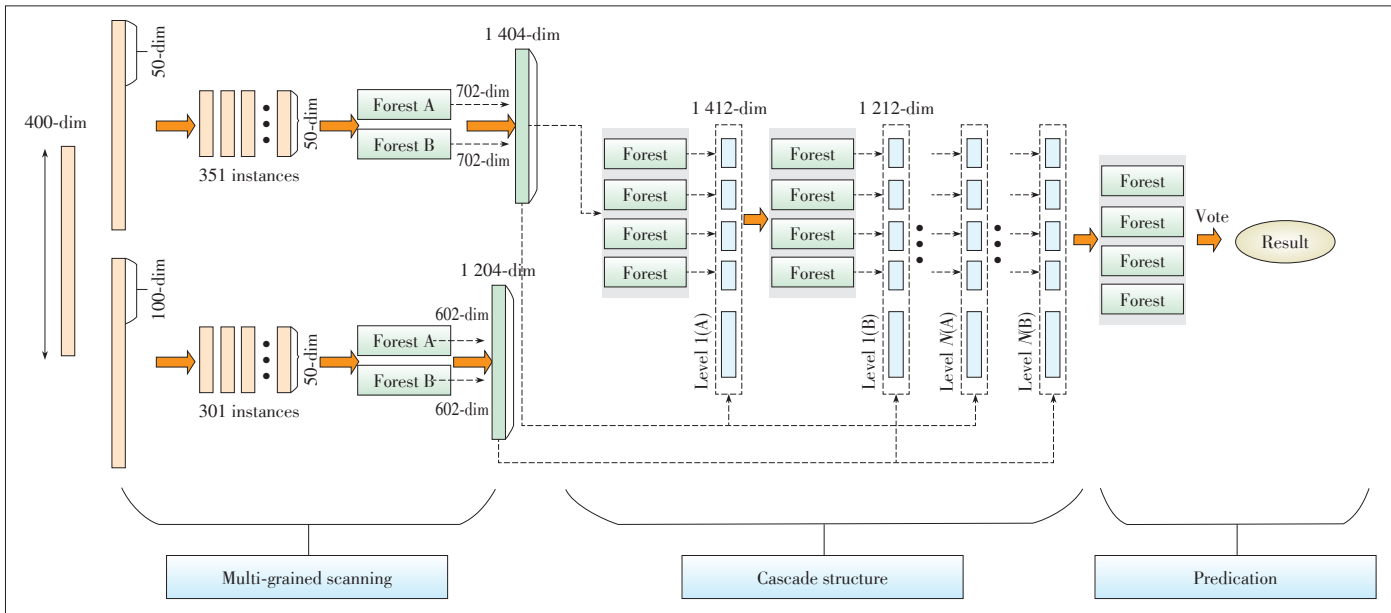 400-dim
50-dim
351 instances
50-dim
Forest A
Forest B
702-dim
702-dim
1 404-dim
100-dim
301 instances
50-dim
Forest A
Forest B
602-dim
602-dim
1 204-dim
Forest
Forest
Forest
Forest
1 412-dim
Level 1(A)
Forest
Forest
Forest
Forest
1 212-dim
Level 1(B)
Level N(A)
Level N(B)
Forest
Forest
Forest
Forest
Vote
Result
Multi-grained scanning
Cascade structure
Predication